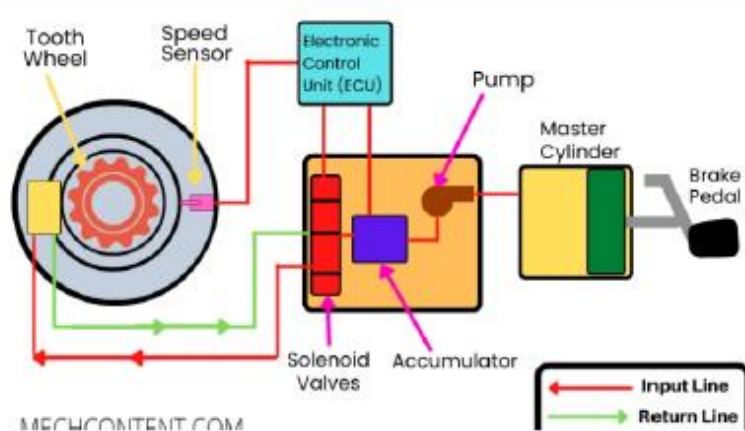 Tooth
Wheel
Speed
Sensor
Electronic
Control
Unit (ECU)
Pump
Master
Cylinder
Brake
Pedal
Solenoid
Valves
Accumulator
Input Line
Return Line
MECHCONTENT.COM